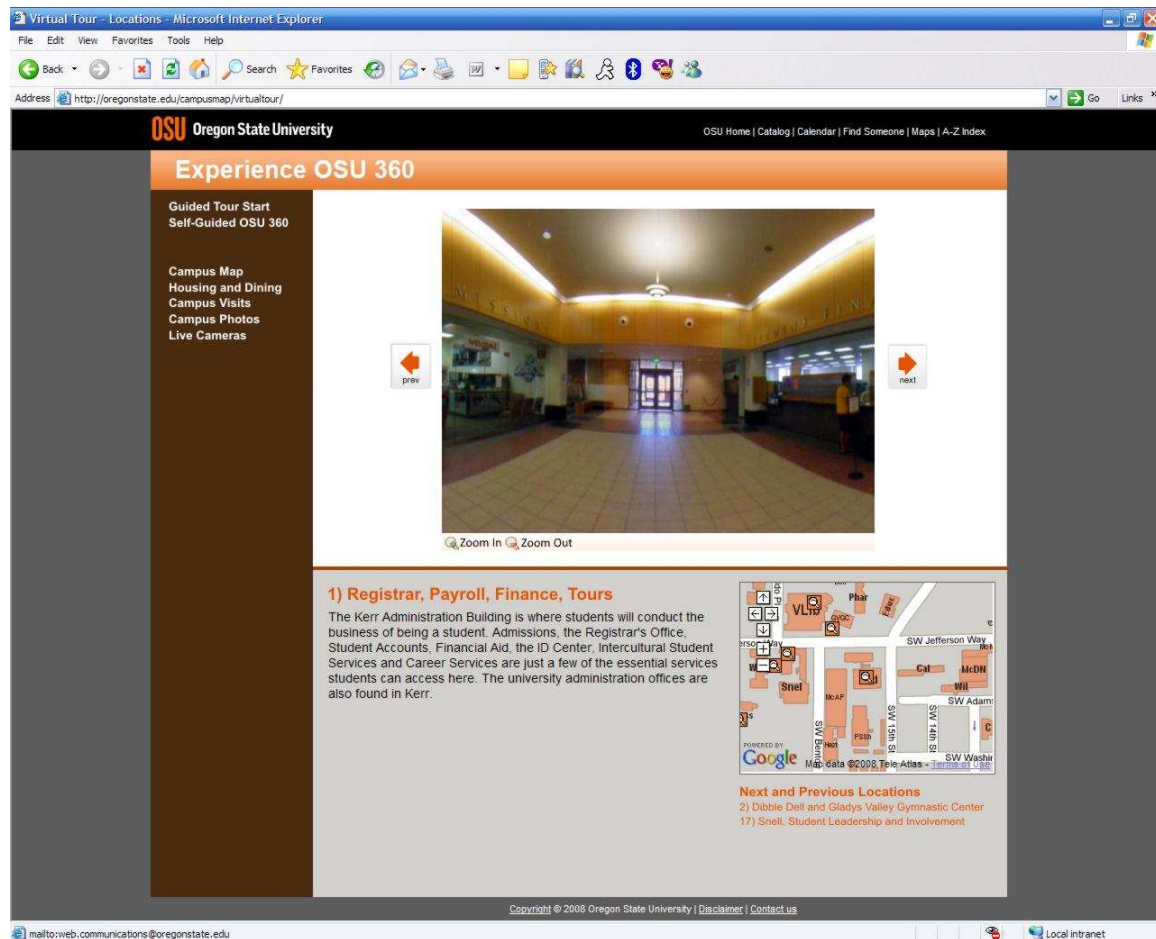 Virtual Tour - Locations - Microsoft Internet Explorer
File Edit View Favorites Tools Help
Back Search Favorites
Address http://oregonstate.edu/campusmap/virtualtour/ Go Links »
OSU Oregon State University
OSU Home | Catalog | Calendar | Find Someone | Maps | A-Z Index
Experience OSU 360
Guided Tour Start
Self-Guided OSU 360
Campus Map
Housing and Dining
Campus Visits
Campus Photos
Live Cameras
prev
next
Zoom In Zoom Out
1) Registrar, Payroll, Finance, Tours
The Kerr Administration Building is where students will conduct the
business of being a student. Admissions, the Registrar's Office,
Student Accounts, Financial Aid, the ID Center, Intercultural Student
Services and Career Services are just a few of the essential services
students can access here. The university administration offices are
also found in Kerr.
Phar
SW Jefferson Way
Cal
McDN
Snel
Wil
McAF
SW Adam
SW 15th St
SW 14th St
POWERED BY
Google
SW Washin
Map data ©2008 Tele Atlas - Terms of Use
Next and Previous Locations
2) Dibble Dell and Gladys Valley Gymnastic Center
17) Snell, Student Leadership and Involvement
Copyright © 2008 Oregon State University | Disclaimer | Contact us
mailto:web.communications@oregonstate.edu
Local intranet